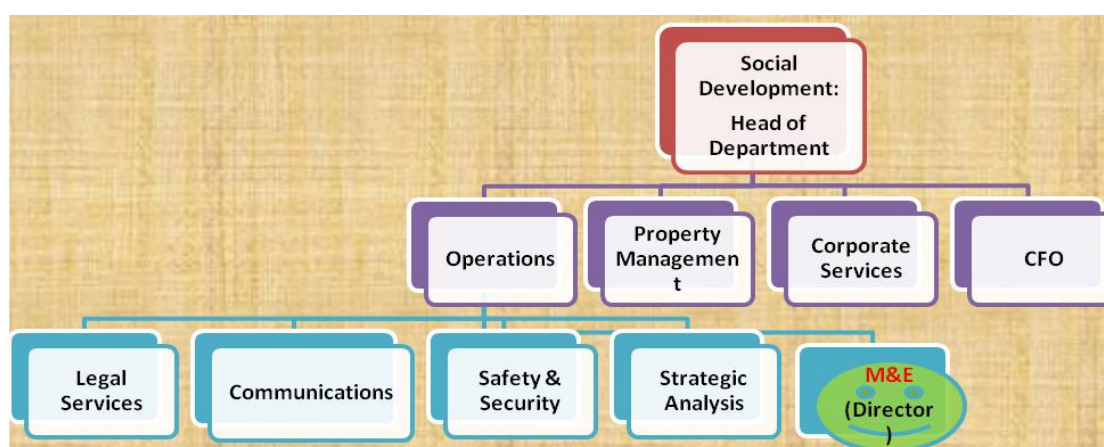 Social
Development:
Head of
Department
Operations
Property
Managemen
t
Corporate
Services
CFO
Legal
Services
Communications
Safety &
Security
Strategic
Analysis
M&E
(Director
)